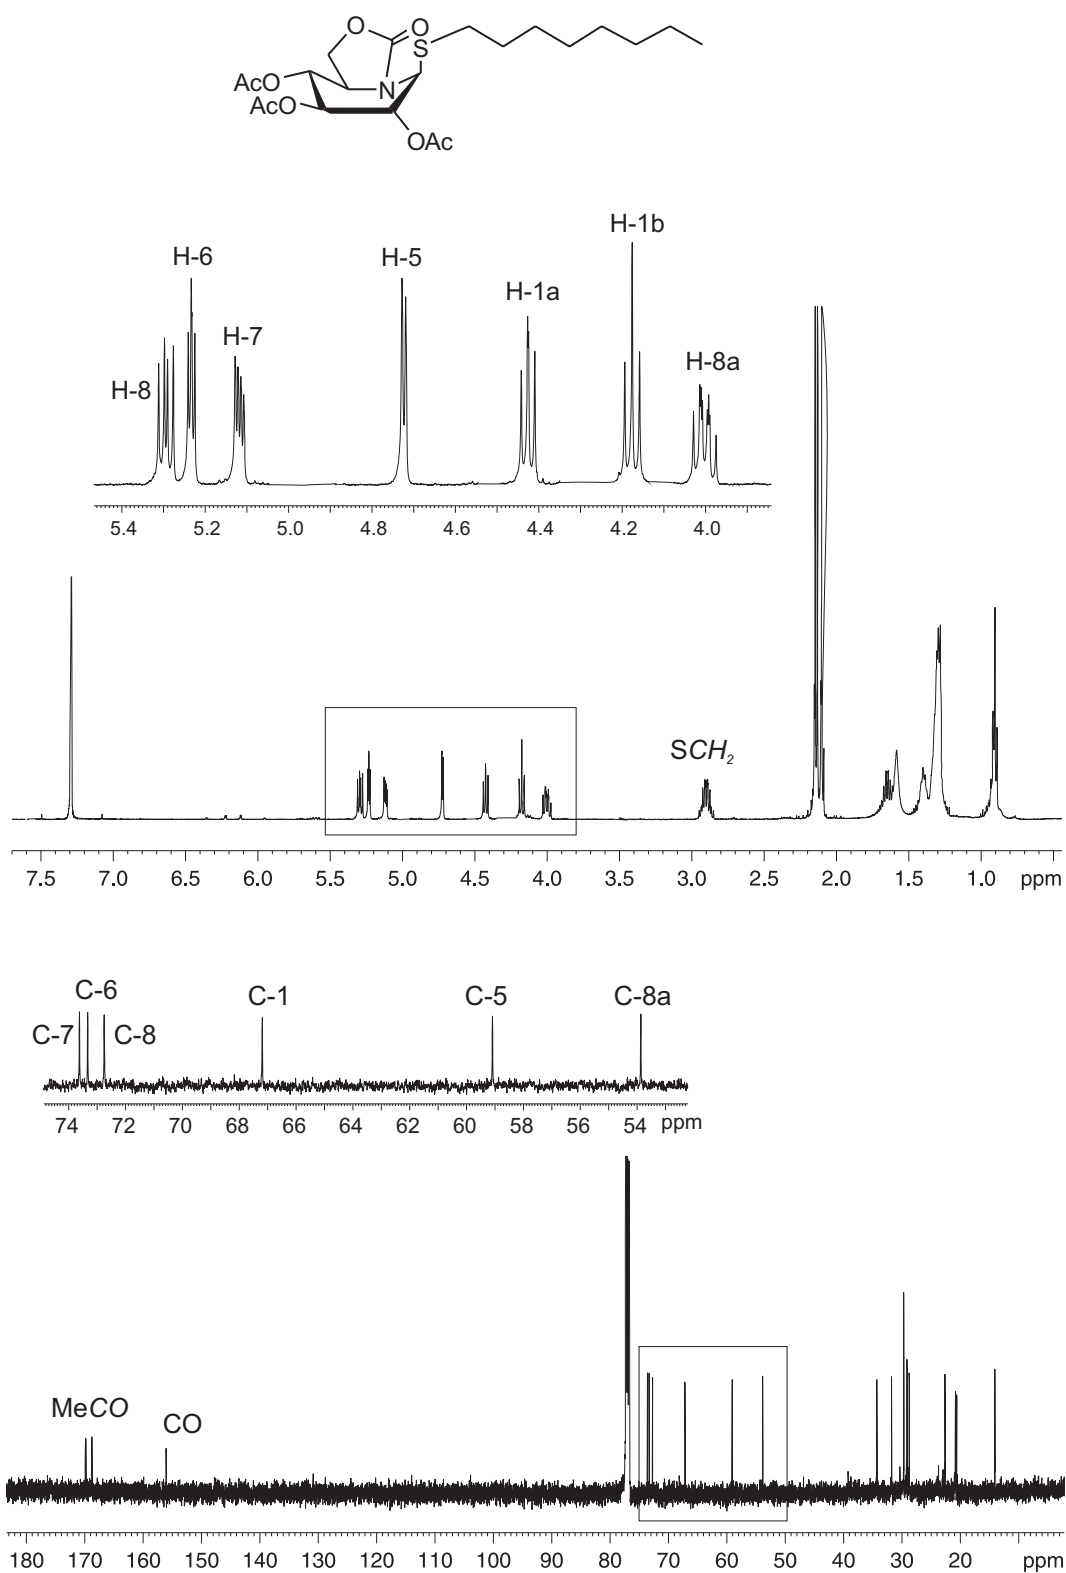 O O
S
AcO N
AcO
OAc
H-1b
H-6 H-5
H-1a
H-7
H-8a
H-8
5.4 5.2 5.0 4.8 4.6 4.4 4.2 4.0
SCH2
7.5 7.0 6.5 6.0 5.5 5.0 4.5 4.0 3.5 3.0 2.5 2.0 1.5 1.0 ppm
C-6 C-1 C-5 C-8a
C-7 C-8
74 72 70 68 66 64 62 60 58 56 54 ppm
MeCO
CO
180 170 160 150 140 130 120 110 100 90 80 70 60 50 40 30 20 ppm